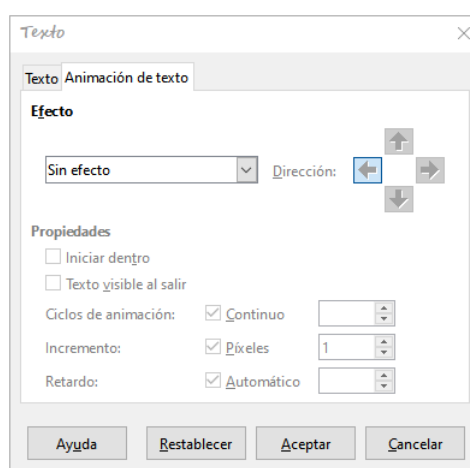 Texto
Texto Animación de texto
Efecto
Sin efecto Dirección:
Propiedades
Iniciar dentro
Texto visible al salir
Ciclos de animación: Continuo
Incremento: Píxeles 1
Retardo: Automático
Ayuda Restablecer Aceptar Cancelar